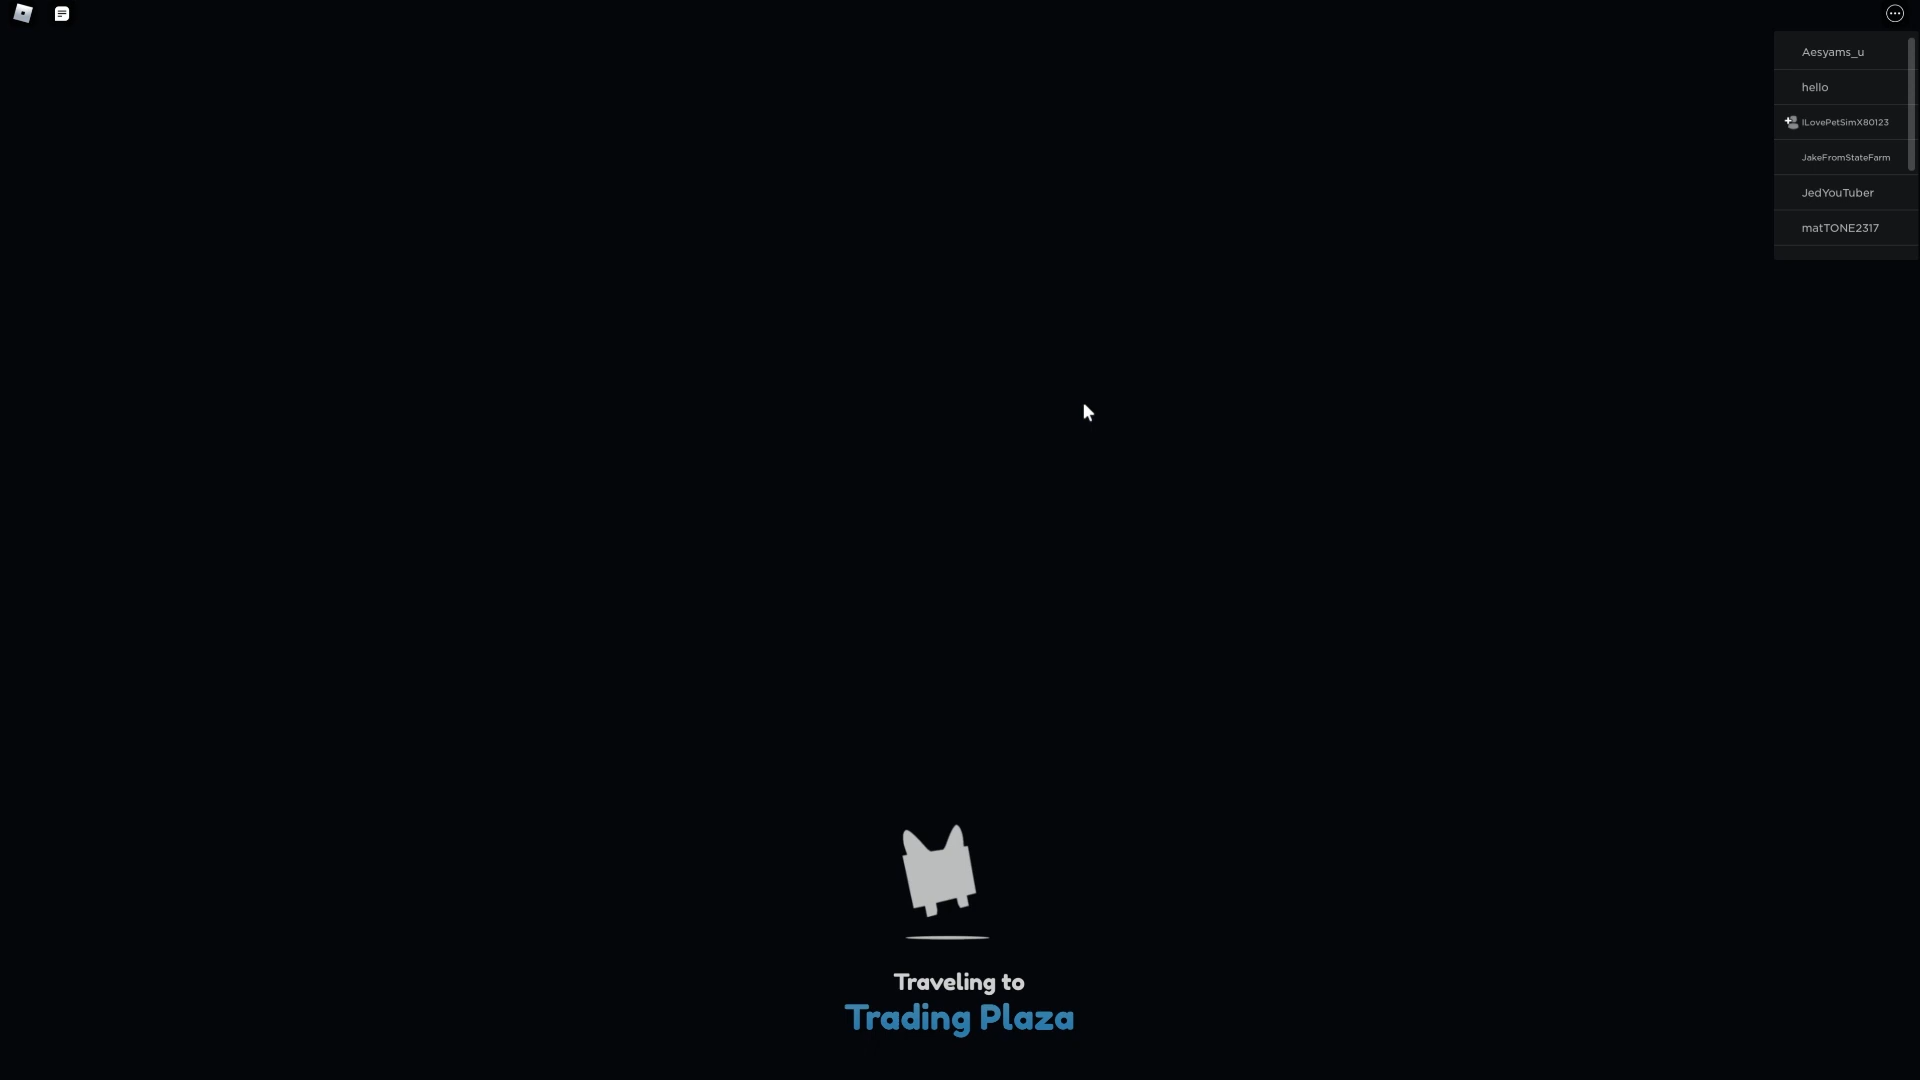 Aesyams_u
hello
ILovePetSimX80123
JakeFromStateFarm
JedYouTuber
matTONE2317
Traveling to
Trading Plaza